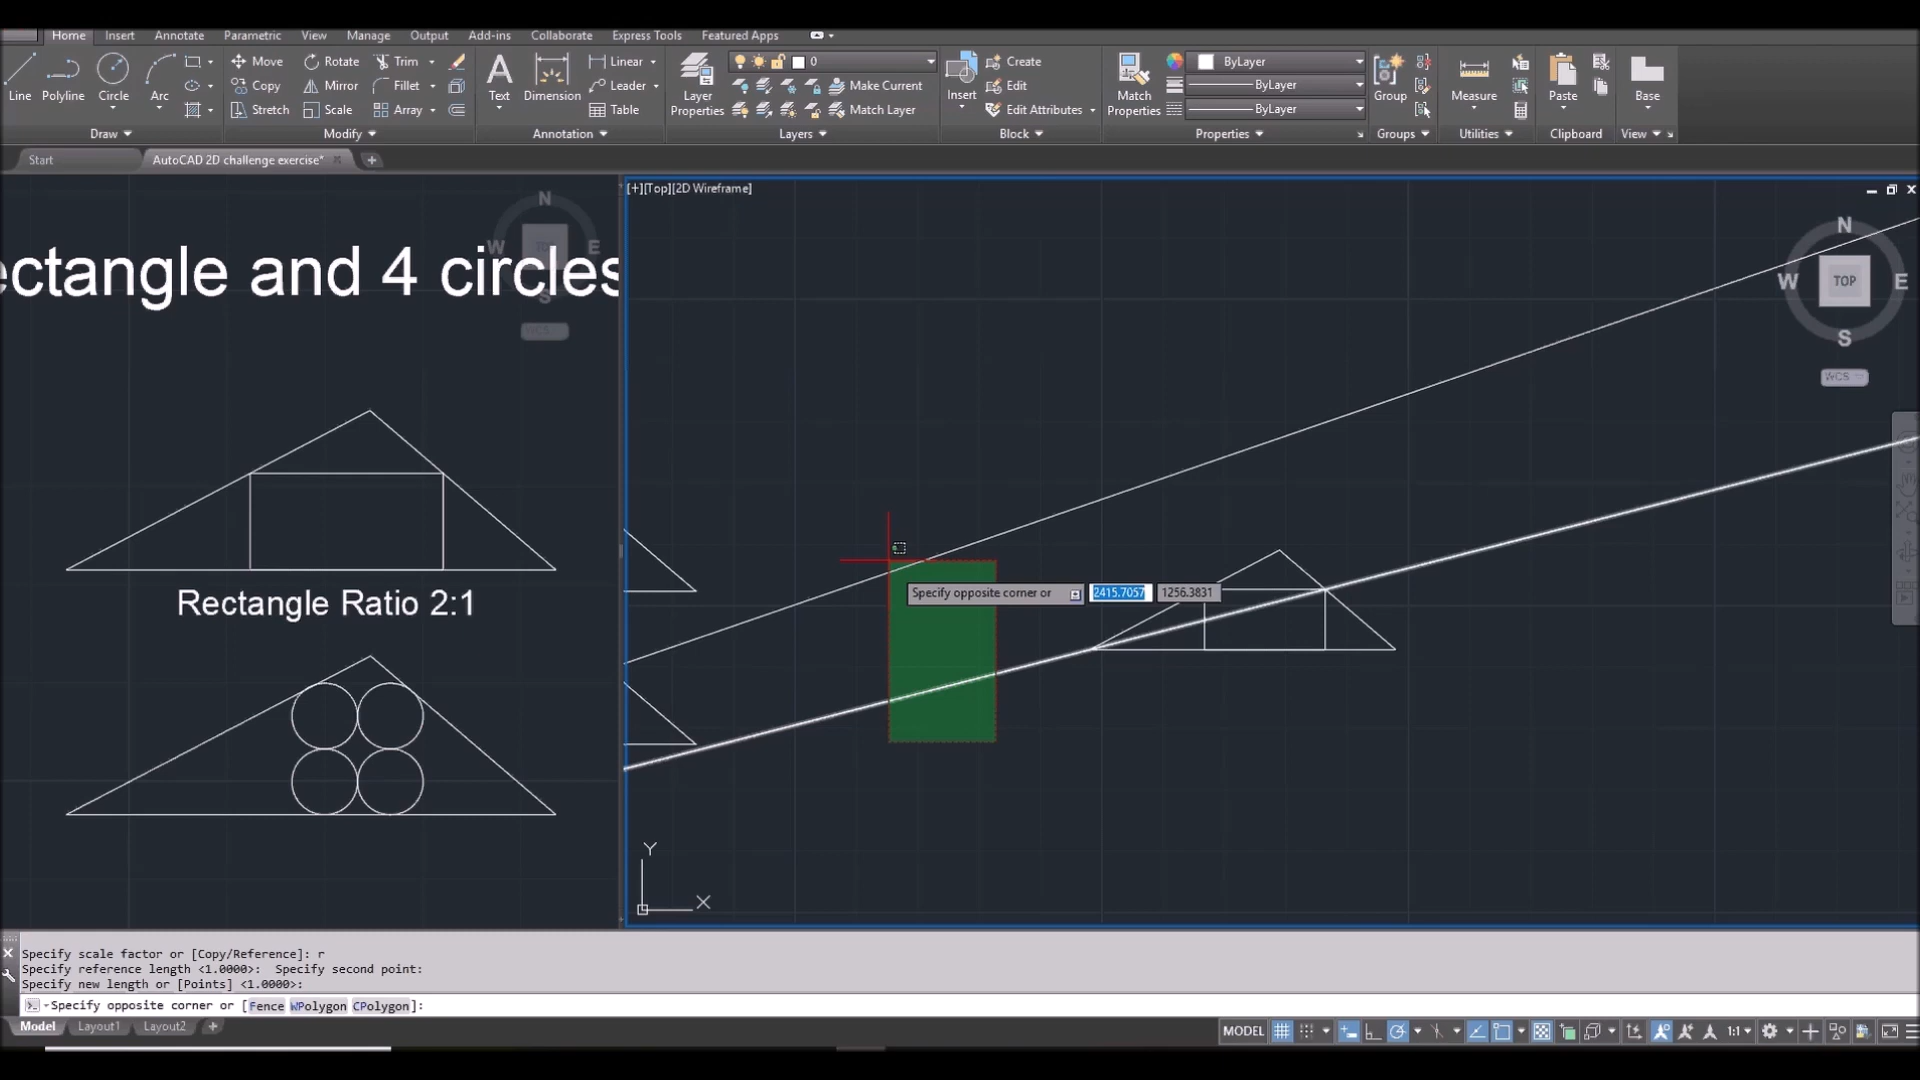 Home Insert Annotate Parametric View Manage Output Add-ins Collaborate Express Tools Featured Apps
Line Polyline Circle Arc
Move Rotate Trim
Copy Mirror Fillet
Stretch Scale Array
Text Dimension
Linear
Leader
Table
Layer Properties
0
Make Current
Match Layer
Insert
Create
Edit
Edit Attributes
Match Properties
ByLayer
ByLayer
ByLayer
Group
Measure
Paste
Base
Draw Modify Annotation Layers Block Properties Groups Utilities Clipboard View
Start AutoCAD 2D challenge exercise*
[+][Top][2D Wireframe]
N
W TOP E
S
WCS
ectangle and 4 circles
Rectangle Ratio 2:1
N
W TOP E
S
WCS
Specify opposite corner or 2415.7057 1256.3831
Y
X
Specify scale factor or [Copy/Reference]: r
Specify reference length <1.0000>: Specify second point:
Specify new length or [Points] <1.0000>:
Specify opposite corner or [Fence WPolygon CPolygon]:
Model Layout1 Layout2
MODEL 1:1